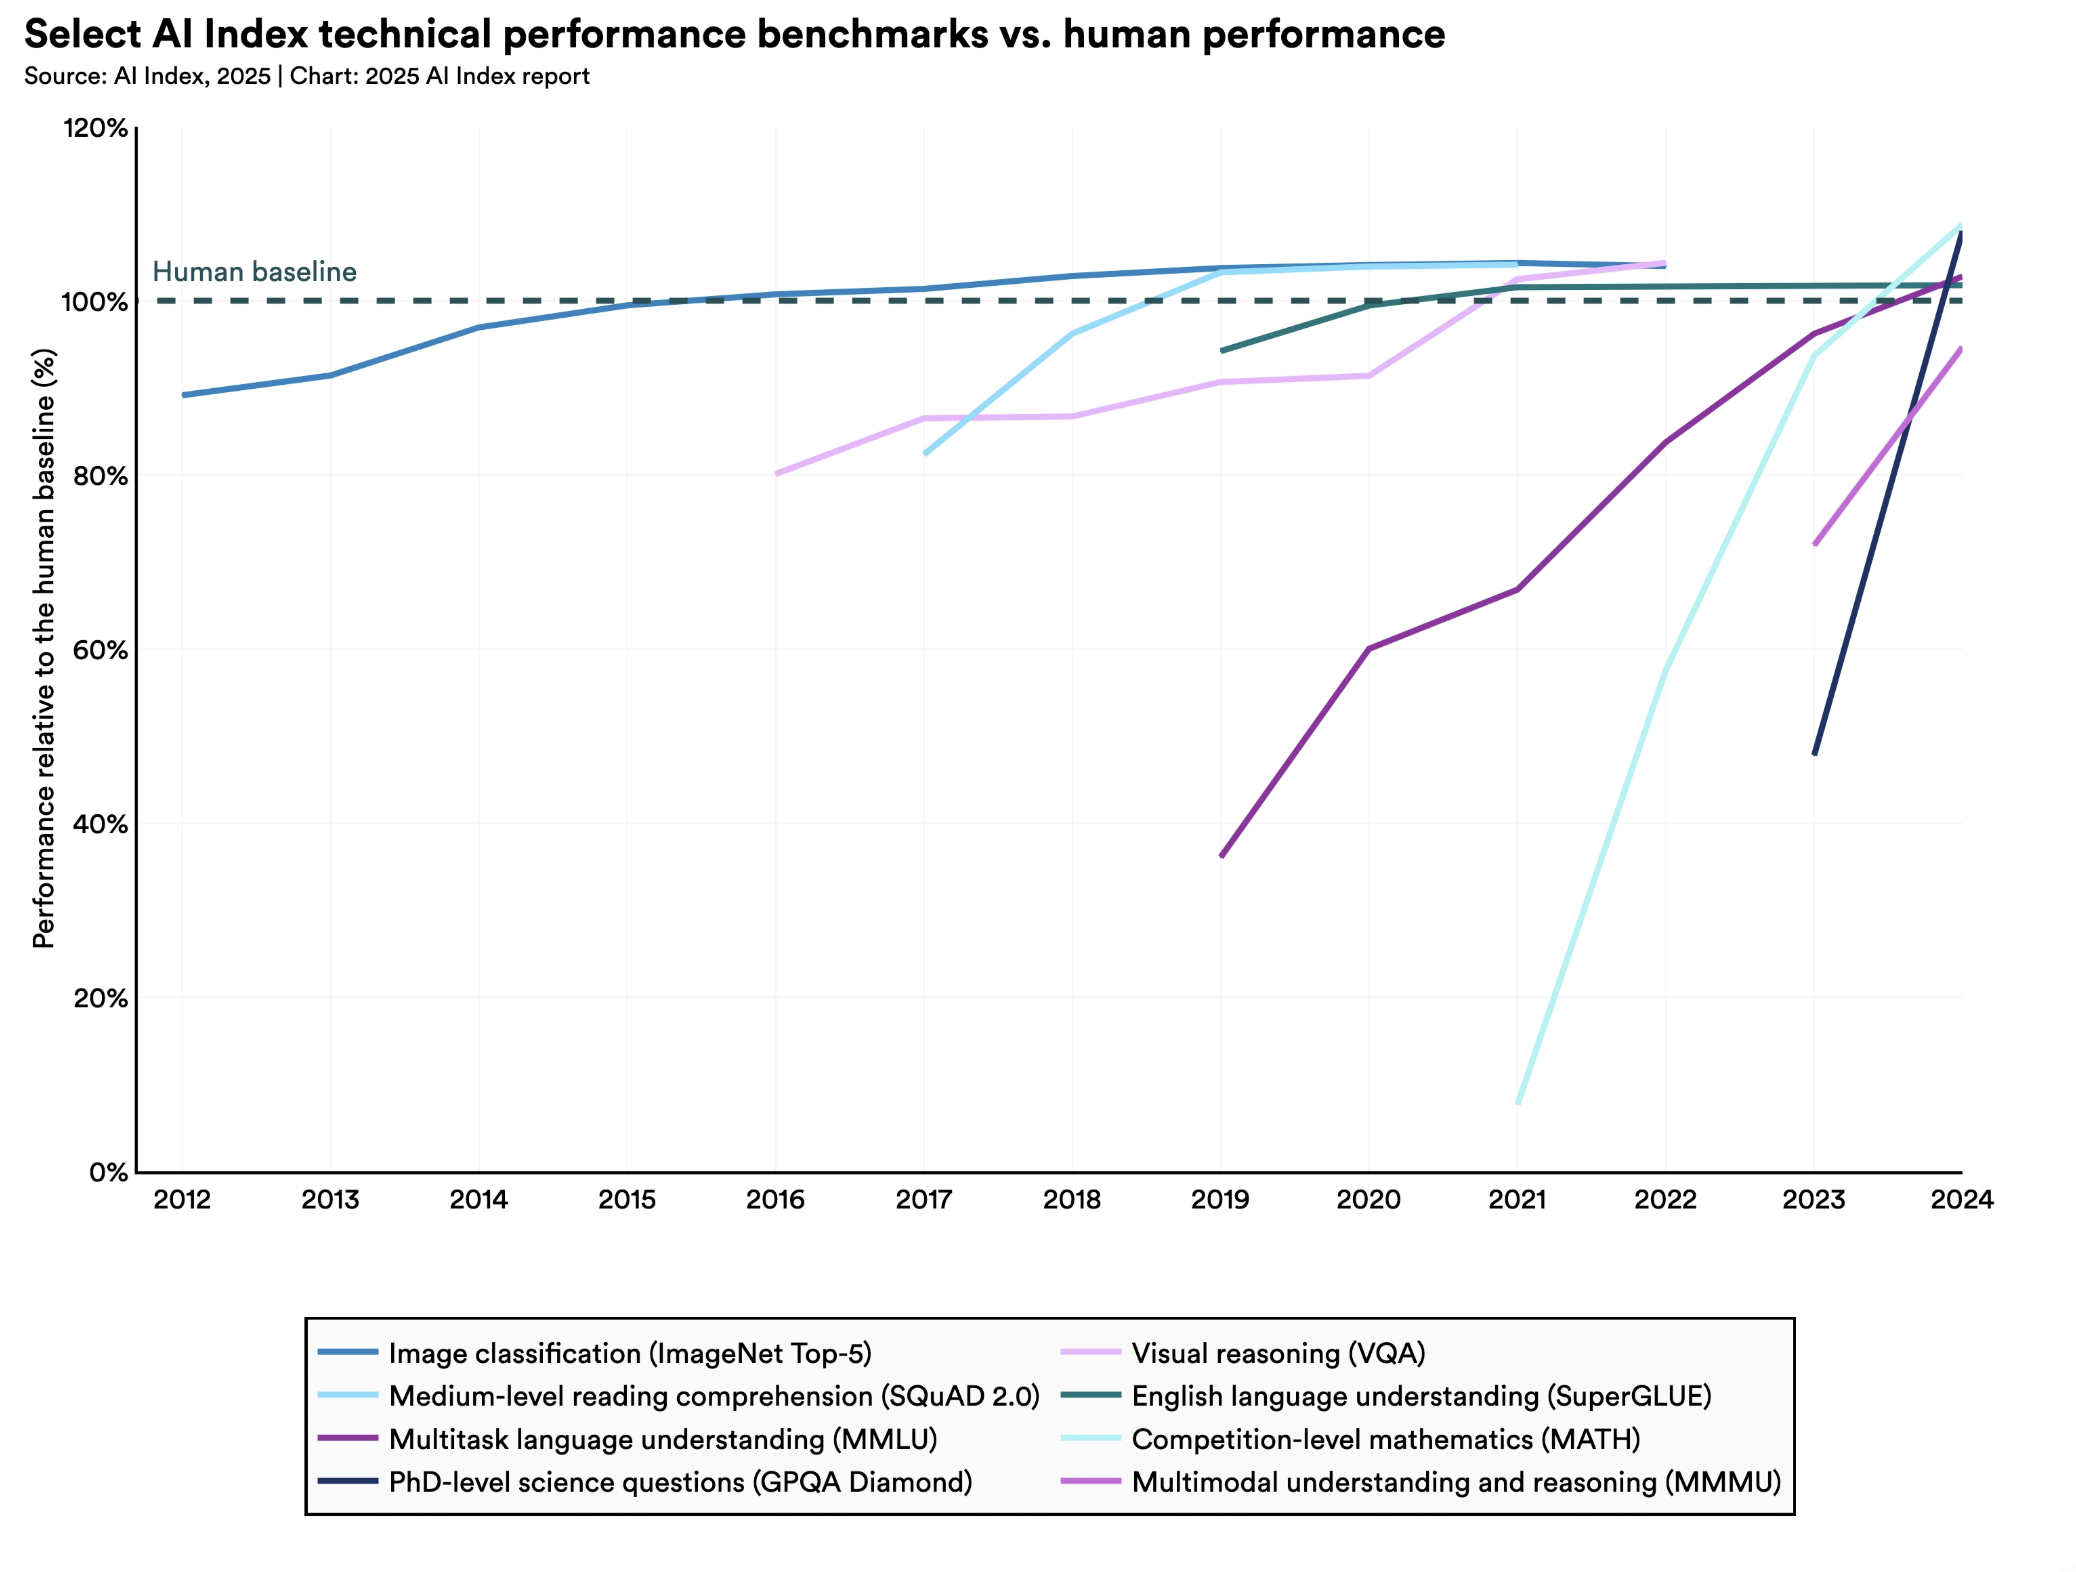 Select AI Index technical performance benchmarks vs. human performance
Source: AI Index, 2025 | Chart: 2025 AI Index report
Performance relative to the human baseline (%)
120%
100%
80%
60%
40%
20%
0%
Human baseline
2012 2013 2014 2015 2016 2017 2018 2019 2020 2021 2022 2023 2024
Image classification (ImageNet Top-5) Visual reasoning (VQA)
Medium-level reading comprehension (SQuAD 2.0) English language understanding (SuperGLUE)
Multitask language understanding (MMLU) Competition-level mathematics (MATH)
PhD-level science questions (GPQA Diamond) Multimodal understanding and reasoning (MMMU)